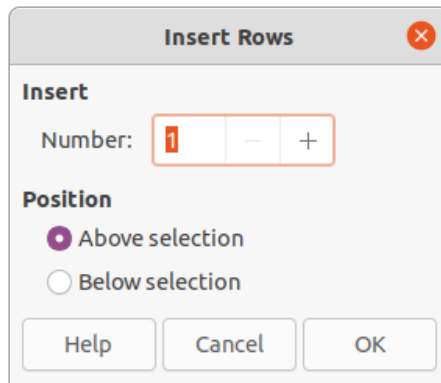 Insert Rows
Insert
Number: 1
Position
Above selection
Below selection
Help Cancel OK